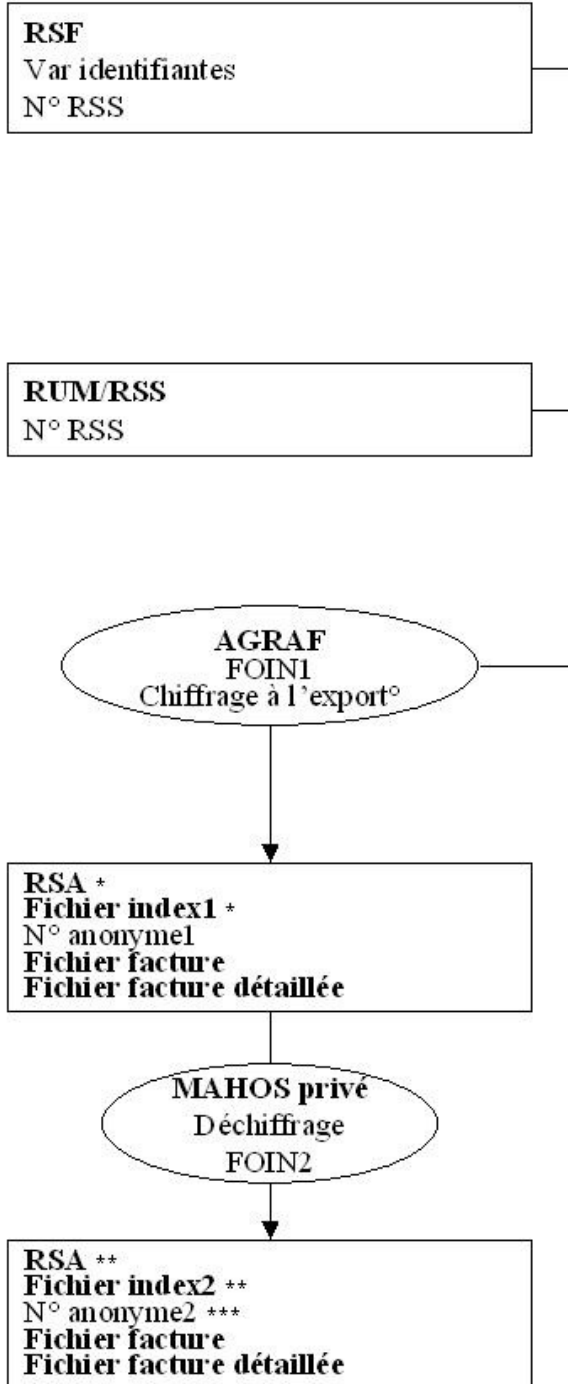 RSF
Var identifiantes
N° RSS
RUM/RSS
N° RSS
AGRAF
FOIN1
Chiffrage à l’export°
RSA *
Fichier index1 *
N° anonyme1
Fichier facture
Fichier facture détaillée
MAHOS privé
Déchiffrage
FOIN2
RSA **
Fichier index2 **
N° anonyme2 ***
Fichier facture
Fichier facture détaillée